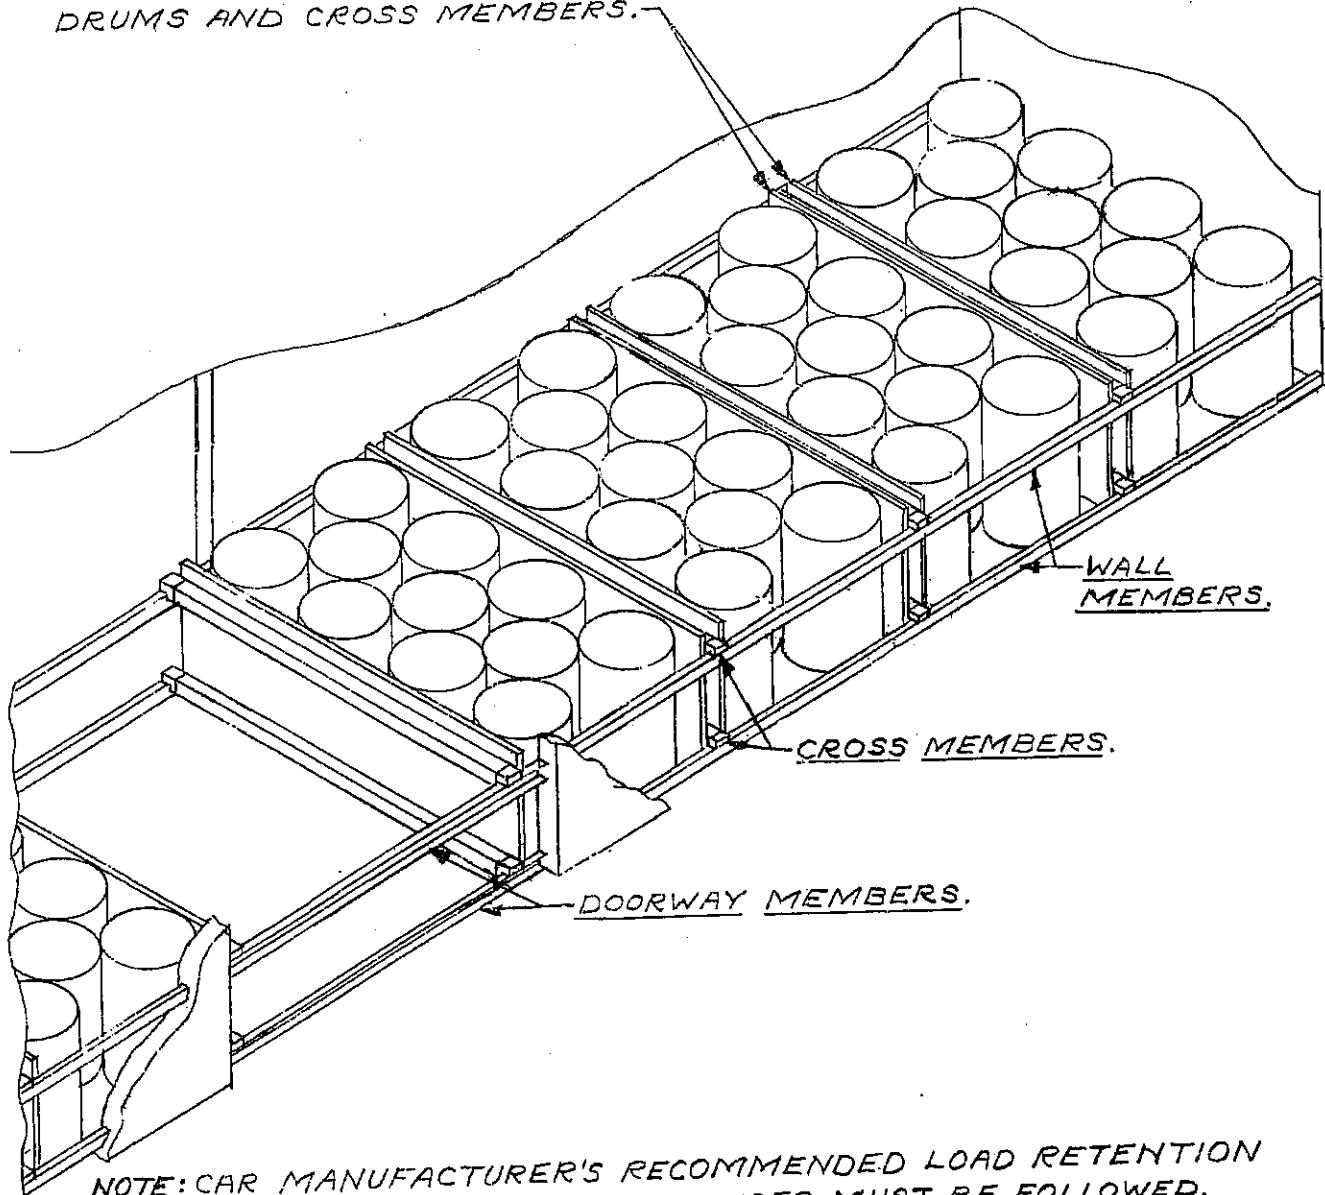 DRUMS AND CROSS MEMBERS.
WALL
MEMBERS.
CROSS MEMBERS.
DOORWAY MEMBERS.
NOTE: CAR MANUFACTURER'S RECOMMENDED LOAD RETENTION
MUST BE FOLLOWED.